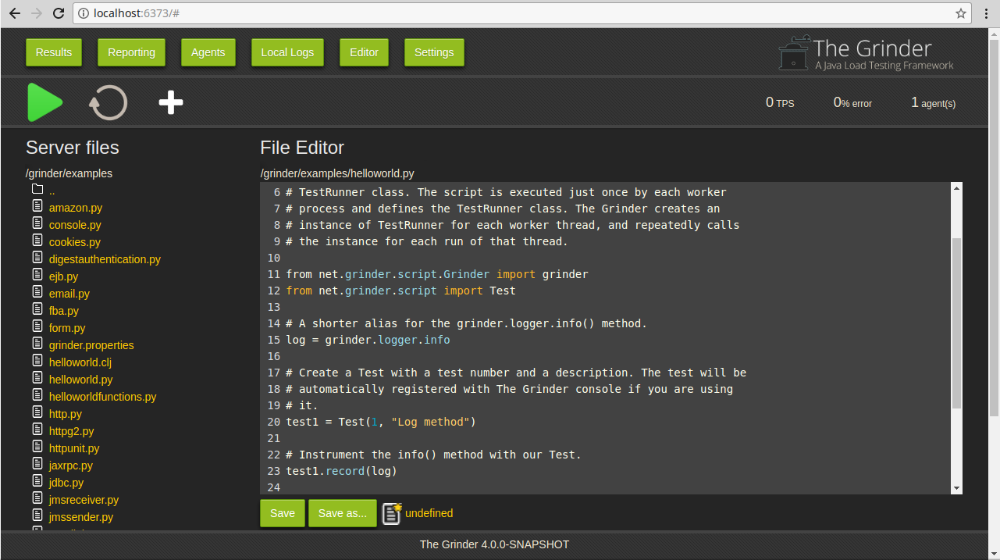 localhost:6373/#
Results Reporting Agents Local Logs Editor Settings
The Grinder
A Java Load Testing Framework
0 TPS 0% error 1 agent(s)
Server files
/grinder/examples
..
amazon.py
console.py
cookies.py
digestauthentication.py
ejb.py
email.py
fba.py
form.py
grinder.properties
helloworld.clj
helloworld.py
helloworldfunctions.py
http.py
httpg2.py
httpunit.py
jaxrpc.py
jdbc.py
jmsreceiver.py
jmssender.py
File Editor
/grinder/examples/helloworld.py
6 # TestRunner class. The script is executed just once by each worker
7 # process and defines the TestRunner class. The Grinder creates an
8 # instance of TestRunner for each worker thread, and repeatedly calls
9 # the instance for each run of that thread.
10
11 from net.grinder.script.Grinder import grinder
12 from net.grinder.script import Test
13
14 # A shorter alias for the grinder.logger.info() method.
15 log = grinder.logger.info
16
17 # Create a Test with a test number and a description. The test will be
18 # automatically registered with The Grinder console if you are using
19 # it.
20 test1 = Test(1, "Log method")
21
22 # Instrument the info() method with our Test.
23 test1.record(log)
24
Save Save as... undefined
The Grinder 4.0.0-SNAPSHOT